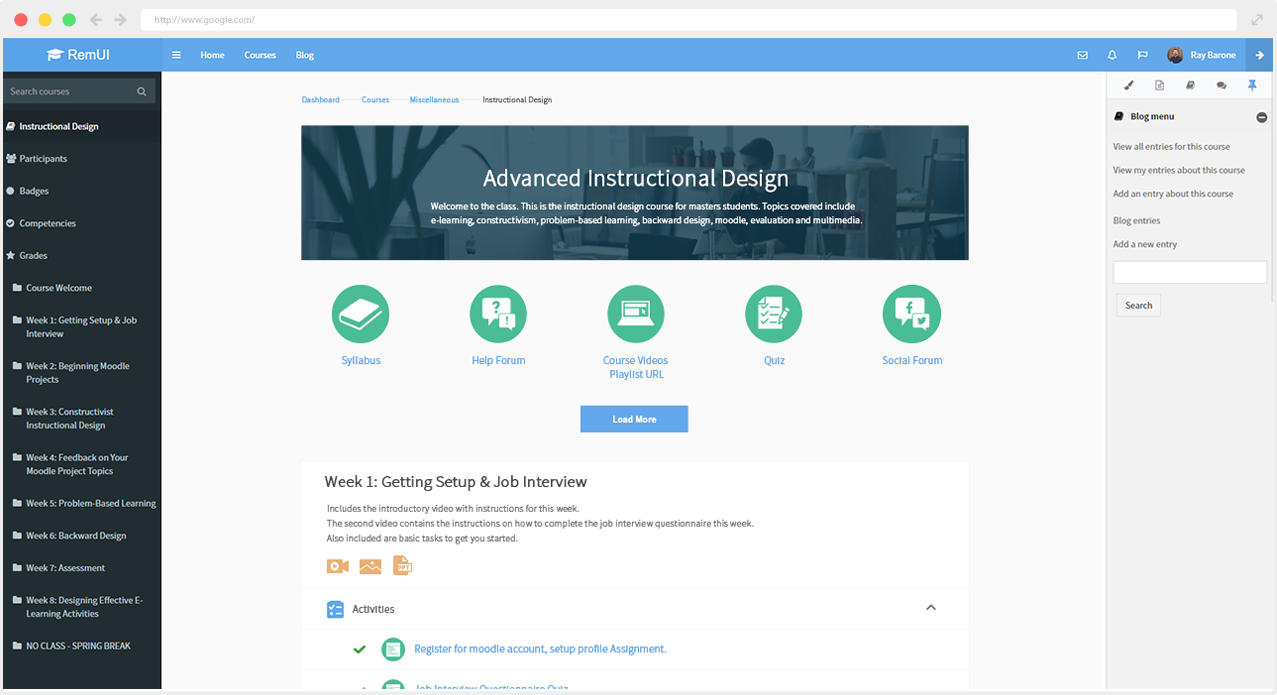 http://www.google.com/
RemUI
Home Courses Blog
Ray Barone
Search courses
Instructional Design
Participants
Badges
Competencies
Grades
Course Welcome
Week 1: Getting Setup & Job
Interview
Week 2: Beginning Moodle
Projects
Week 3: Constructivist
Instructional Design
Week 4: Feedback on Your
Moodle Project Topics
Week 5: Problem-Based Learning
Week 6: Backward Design
Week 7: Assessment
Week 8: Designing Effective E-
Learning Activities
NO CLASS - SPRING BREAK
Dashboard Courses Miscellaneous Instructional Design
Advanced Instructional Design
Welcome to the class. This is the instructional design course for masters students. Topics covered include
e-learning, constructivism, problem-based learning, backward design, moodle, evaluation and multimedia.
Syllabus
Help Forum
Course Videos
Playlist URL
Quiz
Social Forum
Load More
Week 1: Getting Setup & Job Interview
Includes the introductory video with instructions for this week.
The second video contains the instructions on how to complete the job interview questionnaire this week.
Also included are basic tasks to get you started.
Activities
Register for moodle account, setup profile Assignment.
Job Interview Questionnaire Quiz
Blog menu
View all entries for this course
View my entries about this course
Add an entry about this course
Blog entries
Add a new entry
Search